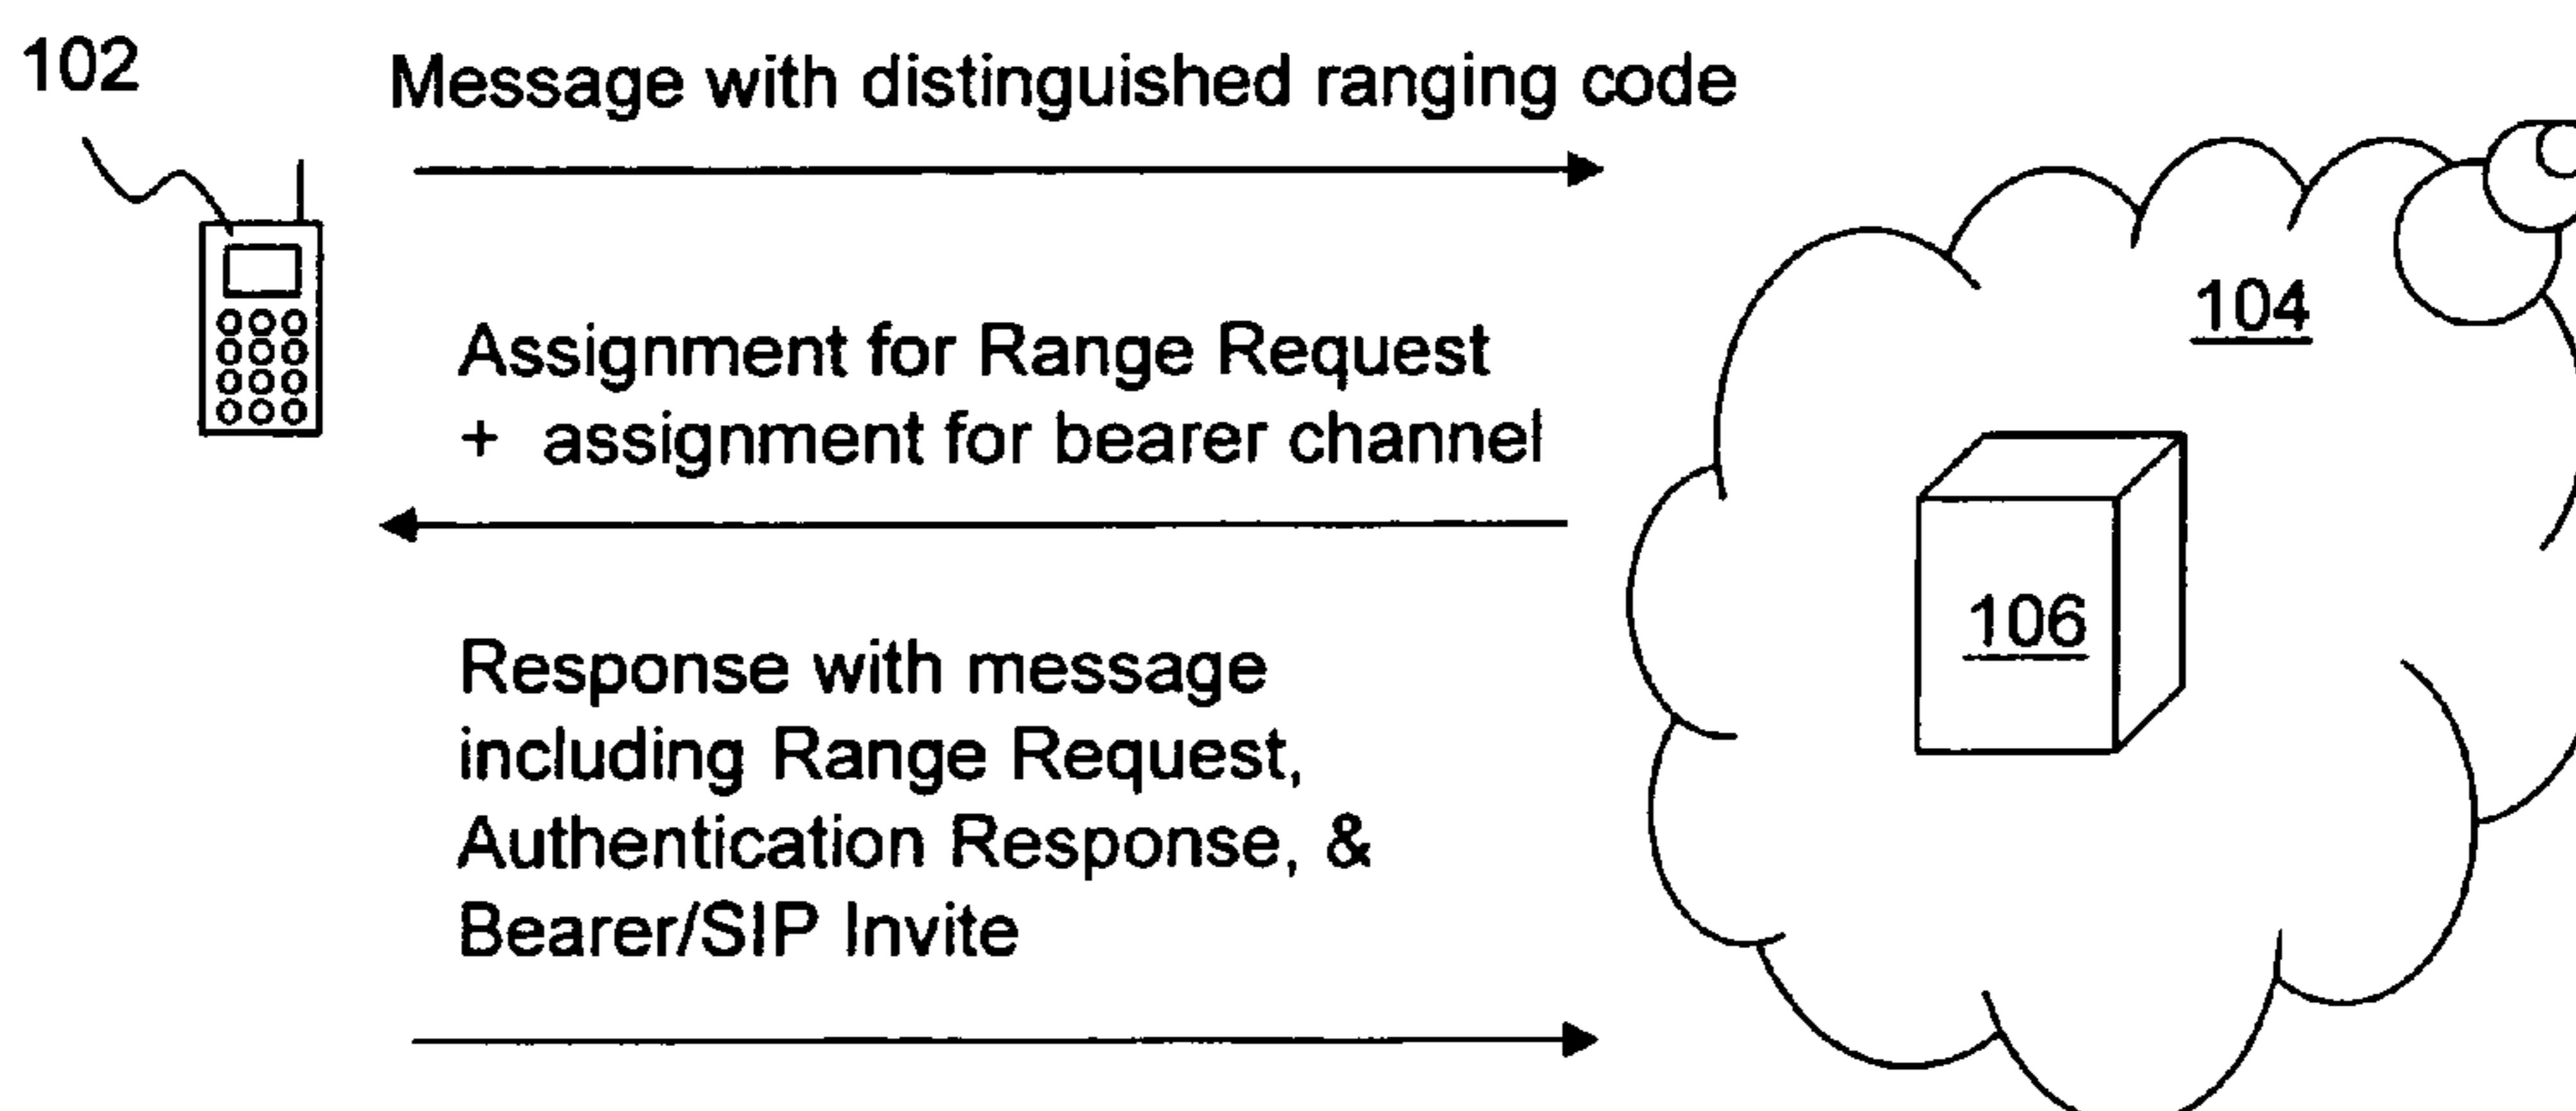 102
Message with distinguished ranging code
104
Assignment for Range Request
+ assignment for bearer channel
106
Response with message
including Range Request,
Authentication Response, &
Bearer/SIP Invite